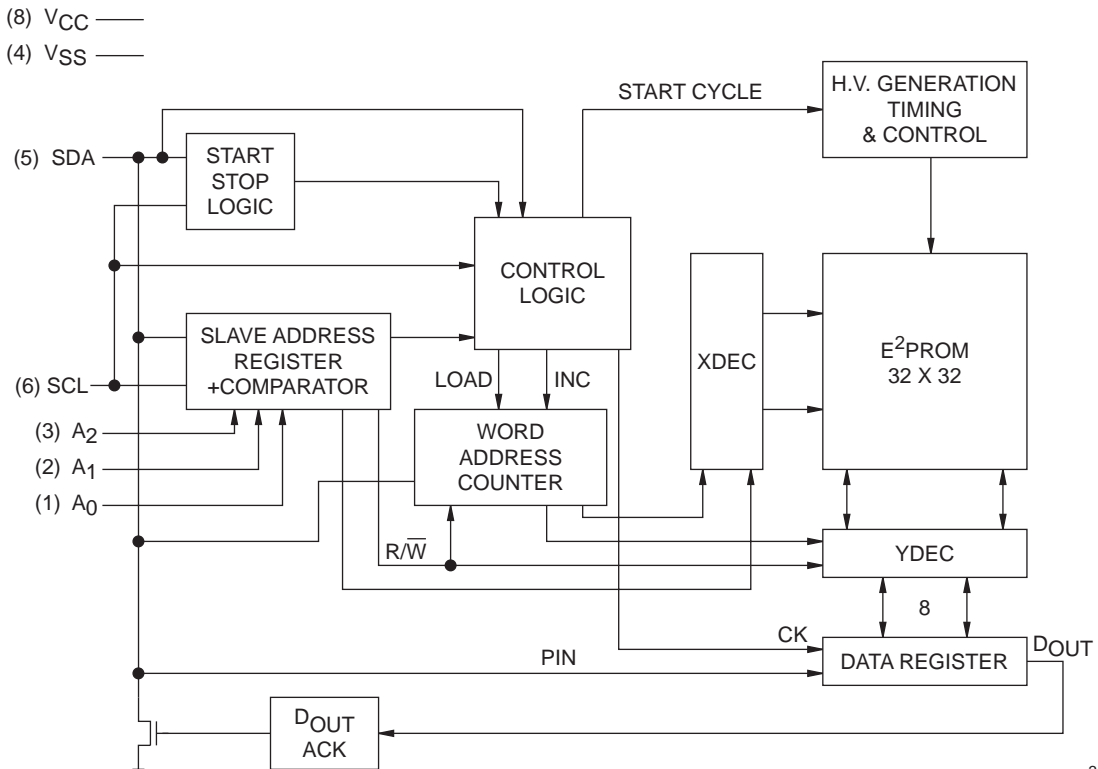 (8) VCC
(4) VSS
START CYCLE
H.V. GENERATION
TIMING
& CONTROL
(5) SDA
START
STOP
LOGIC
CONTROL
LOGIC
SLAVE ADDRESS
REGISTER
+COMPARATOR
(6) SCL
LOAD
INC
XDEC
E²PROM
32 X 32
(3) A2
(2) A1
(1) A0
WORD
ADDRESS
COUNTER
R/W̅
YDEC
8
CK
PIN
DATA REGISTER
DOUT
DOUT
ACK